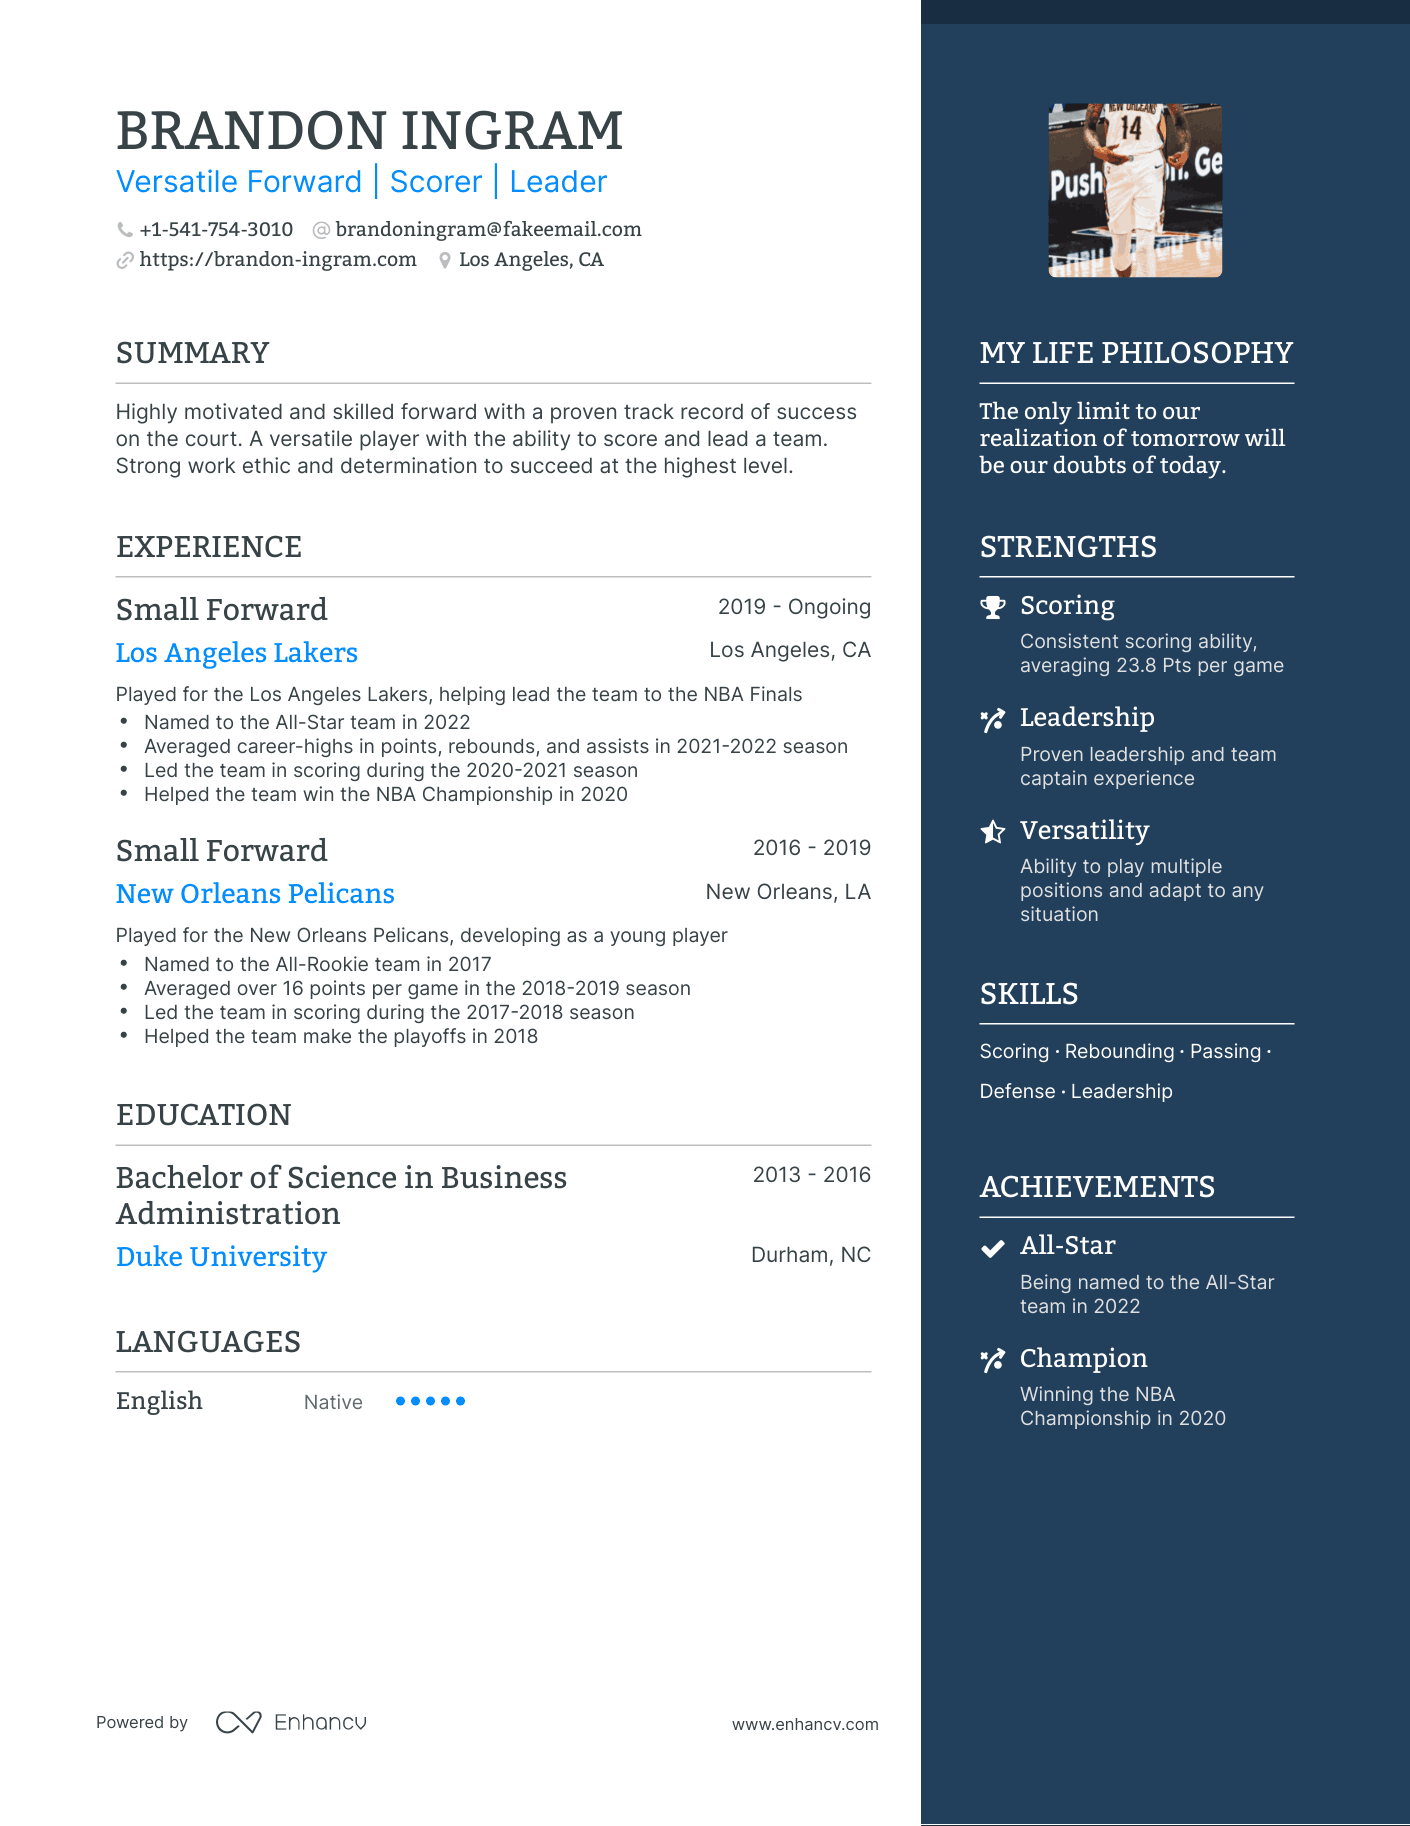 BRANDON INGRAM
Versatile Forward | Scorer | Leader
+1-541-754-3010 @ brandoningram@fakeemail.com
https://brandon-ingram.com Los Angeles, CA
SUMMARY
Highly motivated and skilled forward with a proven track record of success
on the court. A versatile player with the ability to score and lead a team.
Strong work ethic and determination to succeed at the highest level.
EXPERIENCE
Small Forward 2019 - Ongoing
Los Angeles Lakers Los Angeles, CA
Played for the Los Angeles Lakers, helping lead the team to the NBA Finals
• Named to the All-Star team in 2022
• Averaged career-highs in points, rebounds, and assists in 2021-2022 season
• Led the team in scoring during the 2020-2021 season
• Helped the team win the NBA Championship in 2020
Small Forward 2016 - 2019
New Orleans Pelicans New Orleans, LA
Played for the New Orleans Pelicans, developing as a young player
• Named to the All-Rookie team in 2017
• Averaged over 16 points per game in the 2018-2019 season
• Led the team in scoring during the 2017-2018 season
• Helped the team make the playoffs in 2018
EDUCATION
Bachelor of Science in Business 2013 - 2016
Administration
Duke University Durham, NC
LANGUAGES
English Native
Powered by Enhancv www.enhancv.com
NEW ORLEANS
14
Push
Ge
MY LIFE PHILOSOPHY
The only limit to our
realization of tomorrow will
be our doubts of today.
STRENGTHS
Scoring
Consistent scoring ability,
averaging 23.8 Pts per game
Leadership
Proven leadership and team
captain experience
Versatility
Ability to play multiple
positions and adapt to any
situation
SKILLS
Scoring · Rebounding · Passing ·
Defense · Leadership
ACHIEVEMENTS
All-Star
Being named to the All-Star
team in 2022
Champion
Winning the NBA
Championship in 2020